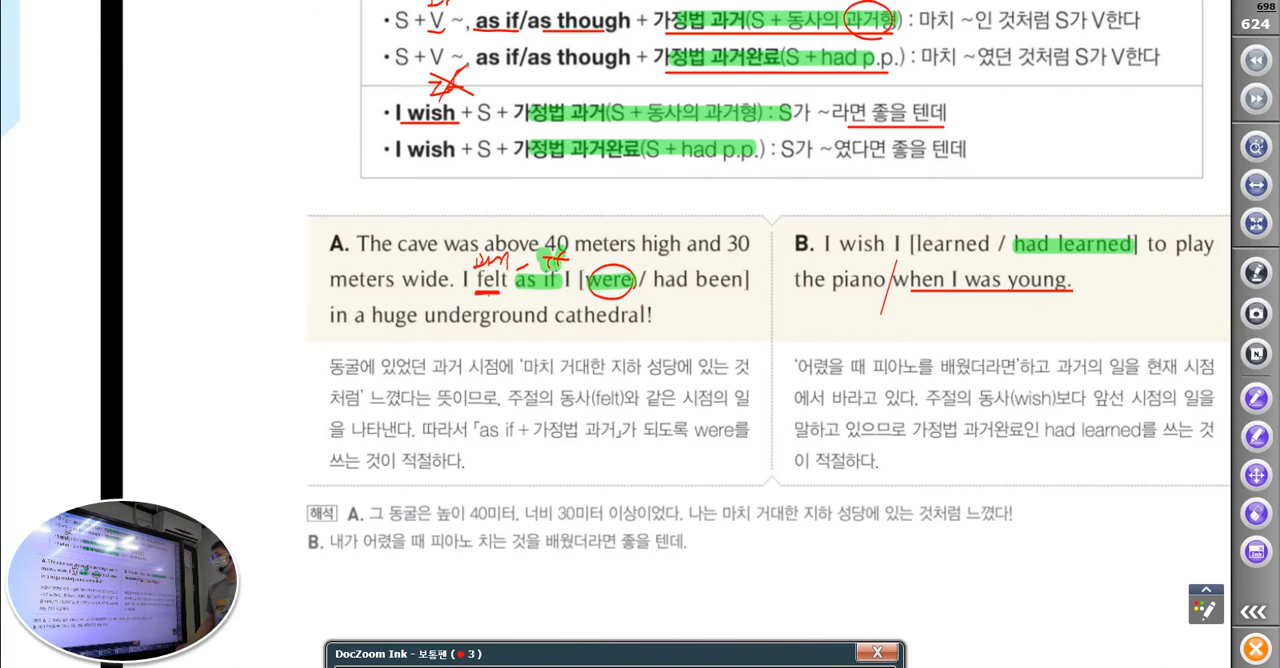 • S + V ~, as if/as though + 가정법 과거(S + 동사의 과거형) : 마치 ~인 것처럼 S가 V한다
• S + V ~, as if/as though + 가정법 과거완료(S + had p.p.) : 마치 ~였던 것처럼 S가 V한다
• I wish + S + 가정법 과거(S + 동사의 과거형) : S가 ~라면 좋을 텐데
• I wish + S + 가정법 과거완료(S + had p.p.) : S가 ~였다면 좋을 텐데
A. The cave was above 40 meters high and 30
meters wide. I felt as if I [were / had been]
in a huge underground cathedral!
B. I wish I [learned / had learned] to play
the piano when I was young.
동굴에 있었던 과거 시점에 ‘마치 거대한 지하 성당에 있는 것
처럼’ 느꼈다는 뜻이므로, 주절의 동사(felt)와 같은 시점의 일
을 나타낸다. 따라서 「as if + 가정법 과거」가 되도록 were를
쓰는 것이 적절하다.
‘어렸을 때 피아노를 배웠더라면’하고 과거의 일을 현재 시점
에서 바라고 있다. 주절의 동사(wish)보다 앞선 시점의 일을
말하고 있으므로 가정법 과거완료인 had learned를 쓰는 것
이 적절하다.
해석 A. 그 동굴은 높이 40미터, 너비 30미터 이상이었다. 나는 마치 거대한 지하 성당에 있는 것처럼 느꼈다!
B. 내가 어렸을 때 피아노 치는 것을 배웠더라면 좋을 텐데.
DocZoom Ink - 보통펜 ( 3 )
X
698
624
N
Ink